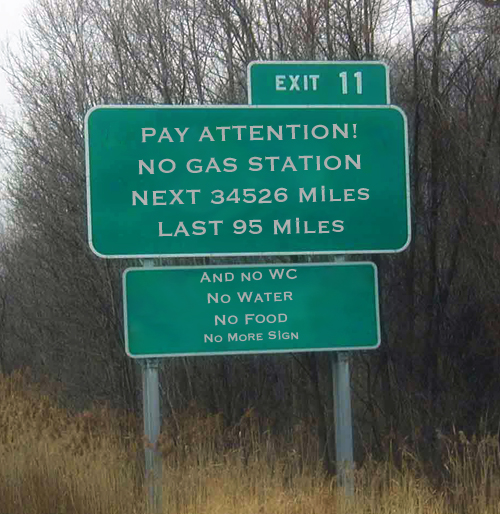 EXIT 11
PAY ATTENTION!
NO GAS STATION
NEXT 34526 MiLES
LAST 95 MiLES
AND NO WC
NO WATER
NO FOOD
NO MORE SIGN